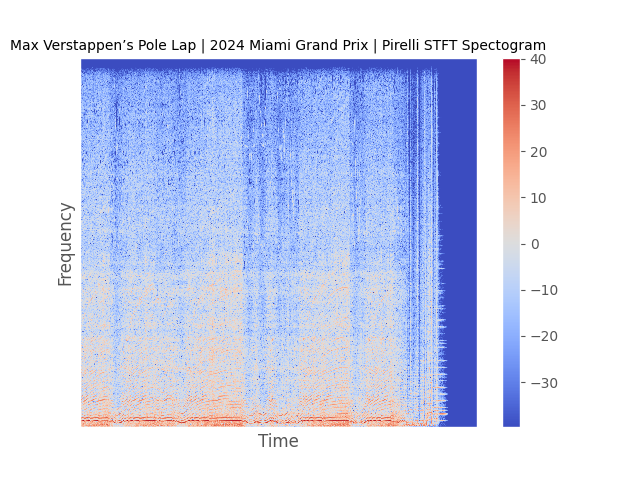 Max Verstappen’s Pole Lap | 2024 Miami Grand Prix | Pirelli STFT Spectogram
Frequency
Time
40
30
20
10
0
−10
−20
−30